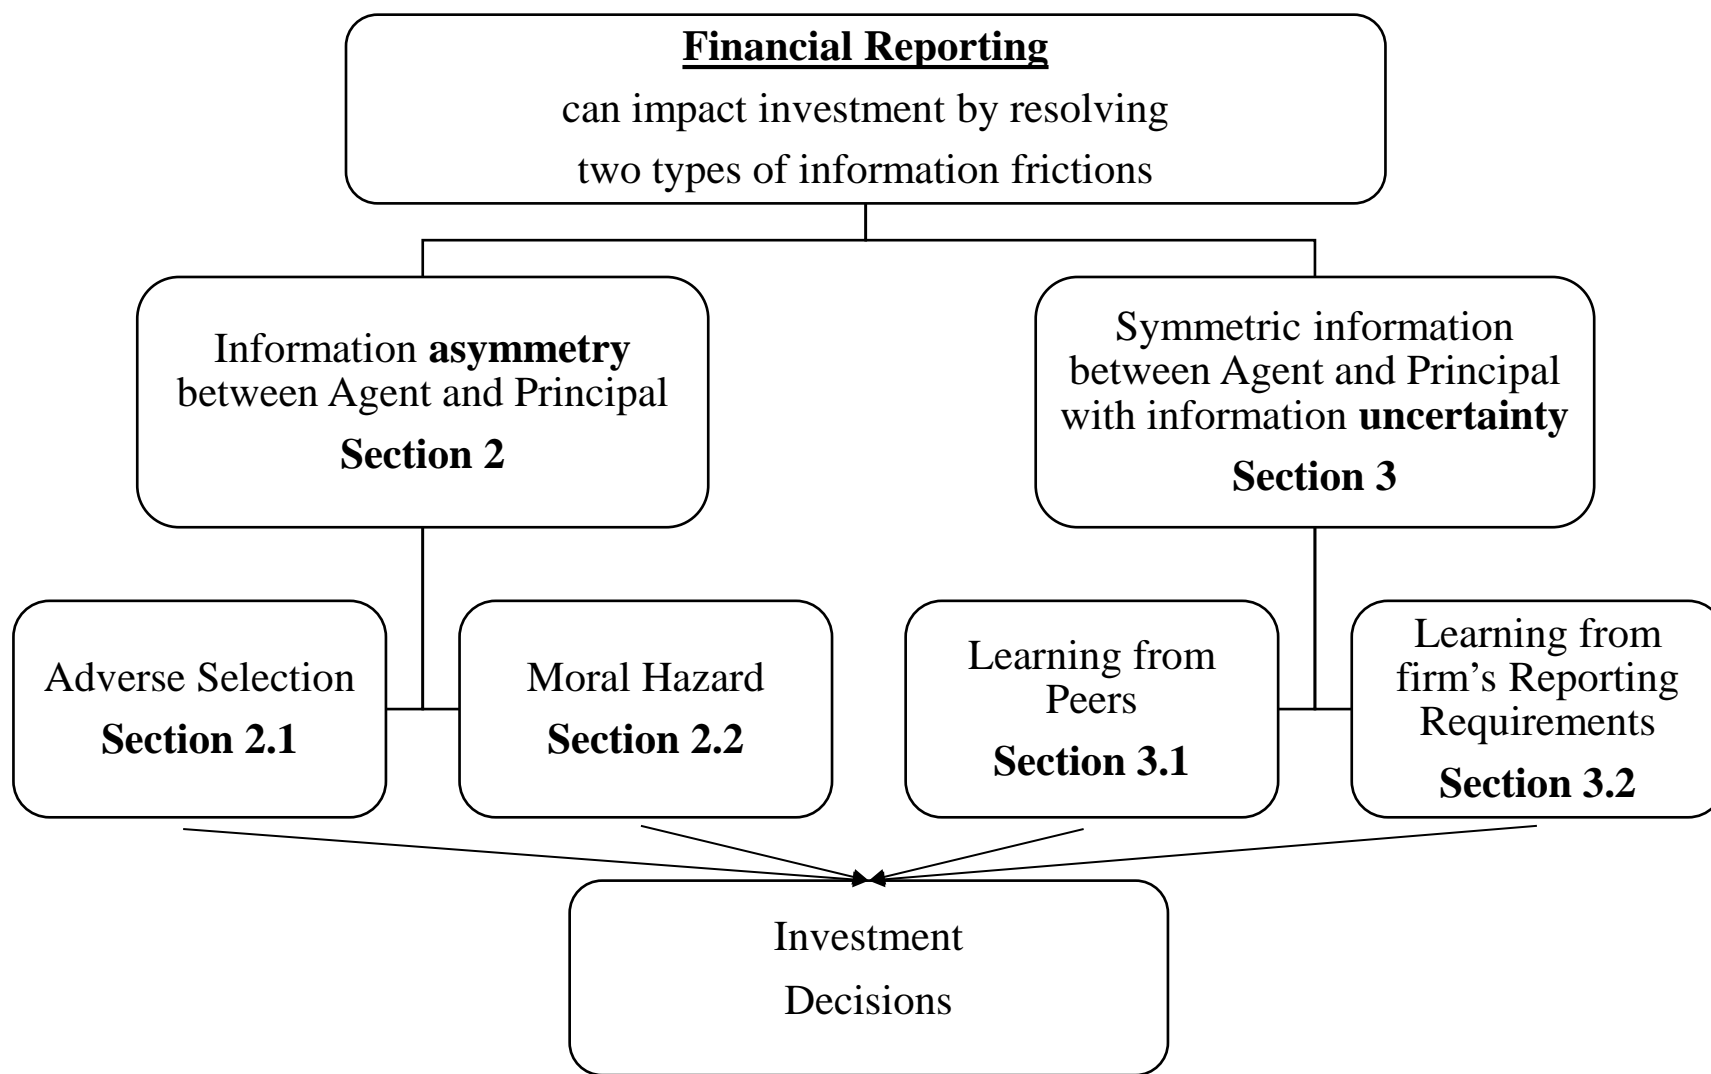 Financial Reporting
can impact investment by resolving
two types of information frictions
Information asymmetry
between Agent and Principal
Section 2
Symmetric information
between Agent and Principal
with information uncertainty
Section 3
Adverse Selection
Section 2.1
Moral Hazard
Section 2.2
Learning from
Peers
Section 3.1
Learning from
firm’s Reporting
Requirements
Section 3.2
Investment
Decisions